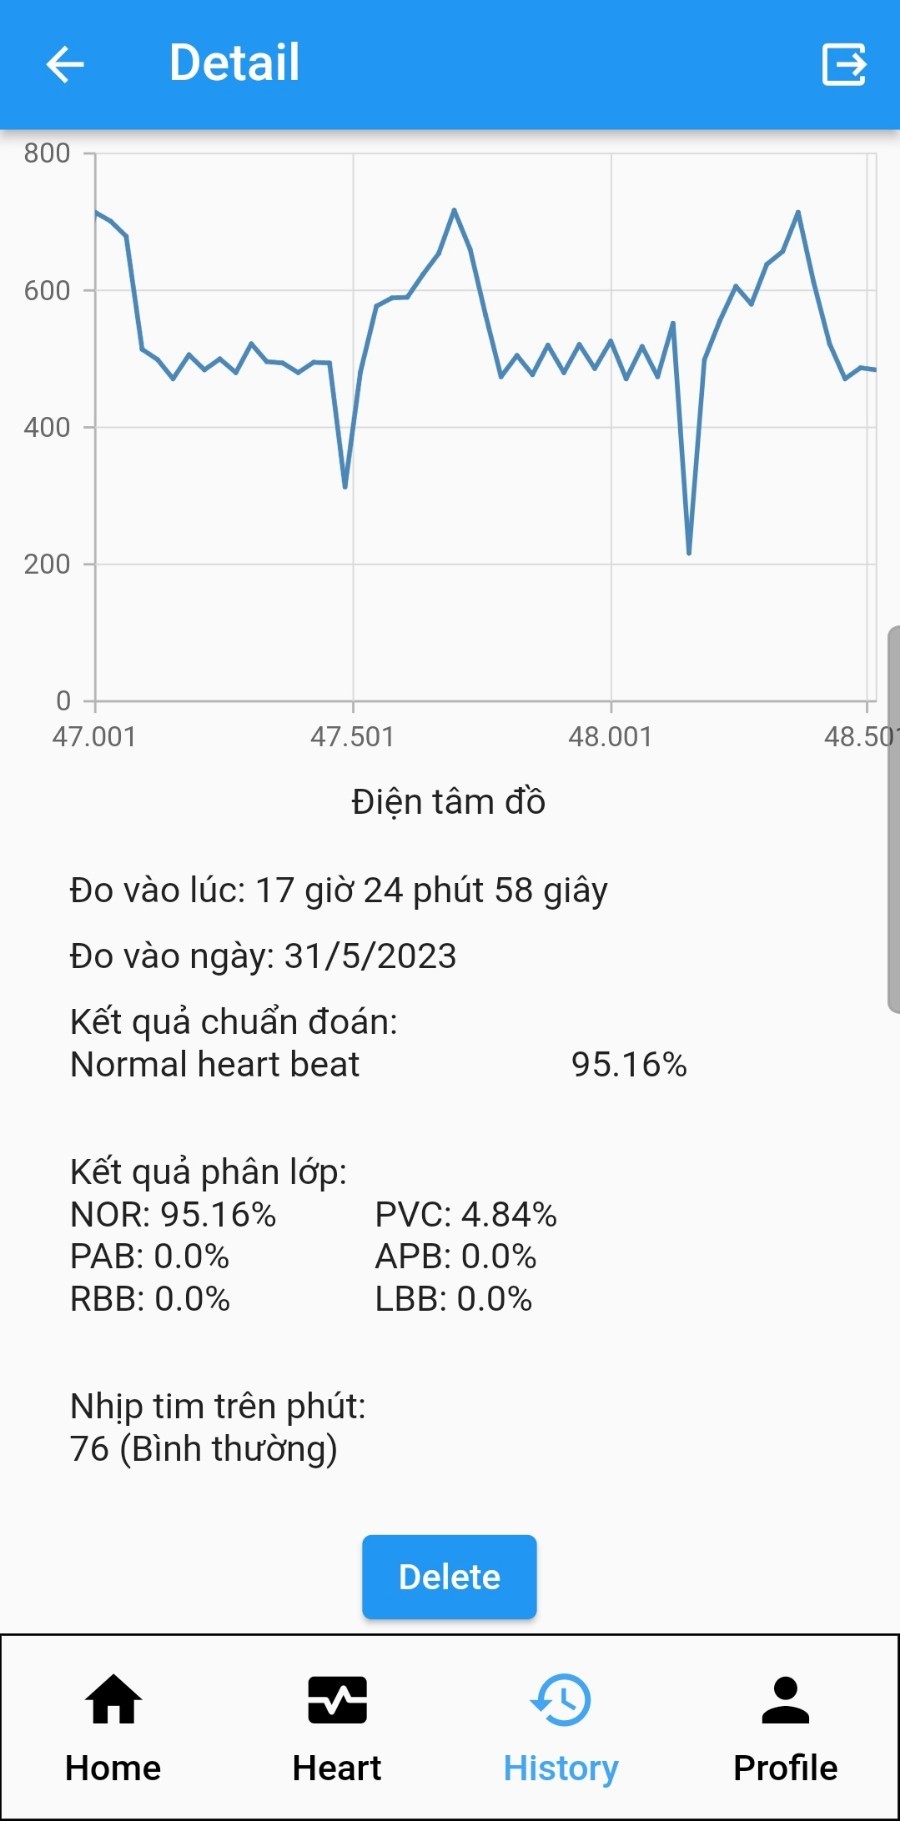 Detail
800
600
400
200
0
47.001 47.501 48.001 48.501
Điện tâm đồ
Đo vào lúc: 17 giờ 24 phút 58 giây
Đo vào ngày: 31/5/2023
Kết quả chuẩn đoán:
Normal heart beat 95.16%
Kết quả phân lớp:
NOR: 95.16% PVC: 4.84%
PAB: 0.0% APB: 0.0%
RBB: 0.0% LBB: 0.0%
Nhịp tim trên phút:
76 (Bình thường)
Delete
Home Heart History Profile